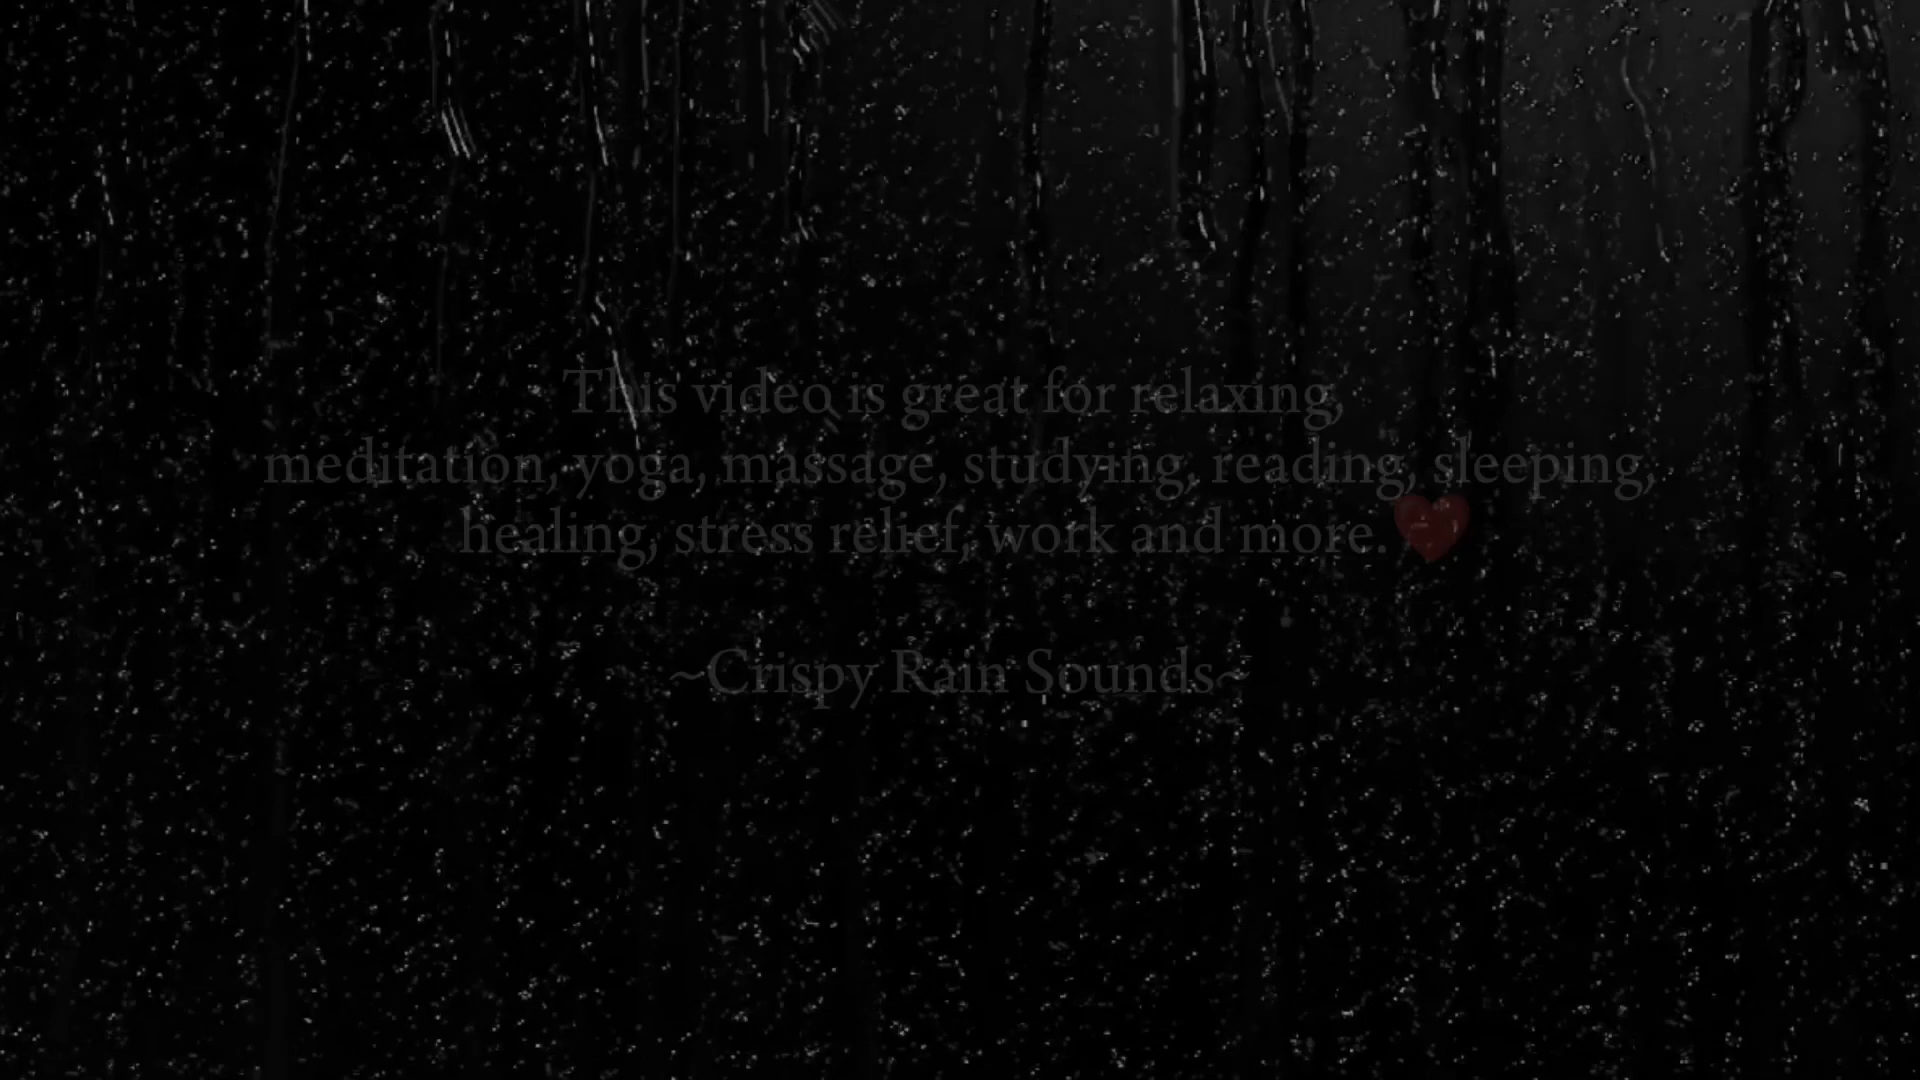 This video is great for relaxing,
meditation, yoga, massage, studying, reading, sleeping,
healing, stress relief, work and more.❤️
~Crispy Rain Sounds~